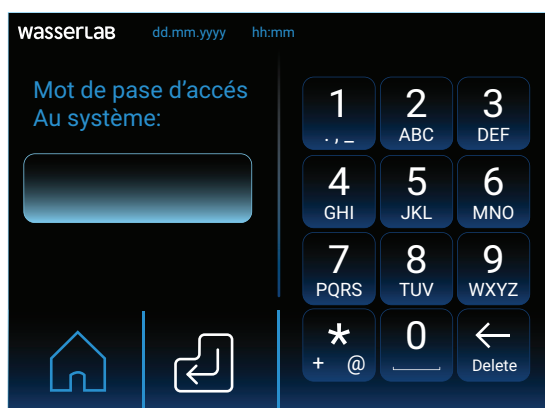 wasserLAB dd.mm.yyyy hh:mm
Mot de pase d'accés
Au système:
1 2 3
.,_ ABC DEF
4 5 6
GHI JKL MNO
7 8 9
PQRS TUV WXYZ
* 0 ←
+ @ Delete